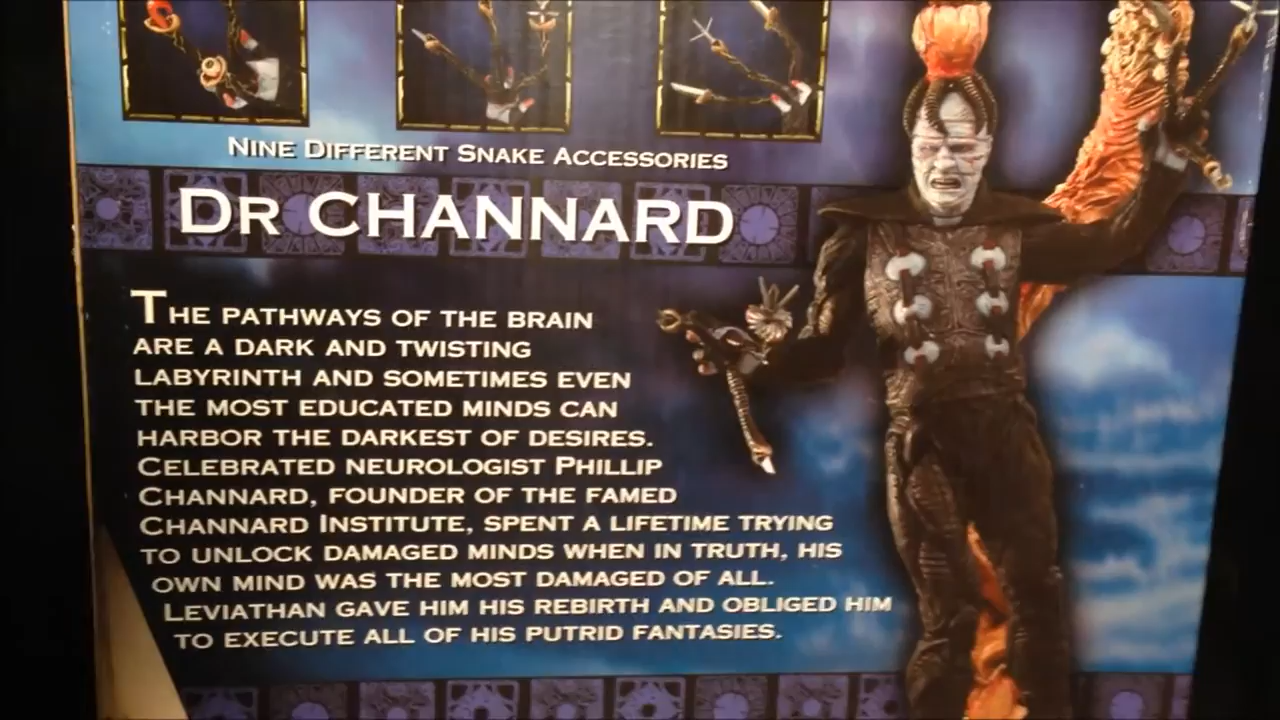 Nine Different Snake Accessories
Dr CHANNARD
The pathways of the brain
are a dark and twisting
labyrinth and sometimes even
the most educated minds can
harbor the darkest of desires.
Celebrated neurologist Phillip
Channard, founder of the famed
Channard Institute, spent a lifetime trying
to unlock damaged minds when in truth, his
own mind was the most damaged of all.
Leviathan gave him his rebirth and obliged him
to execute all of his putrid fantasies.